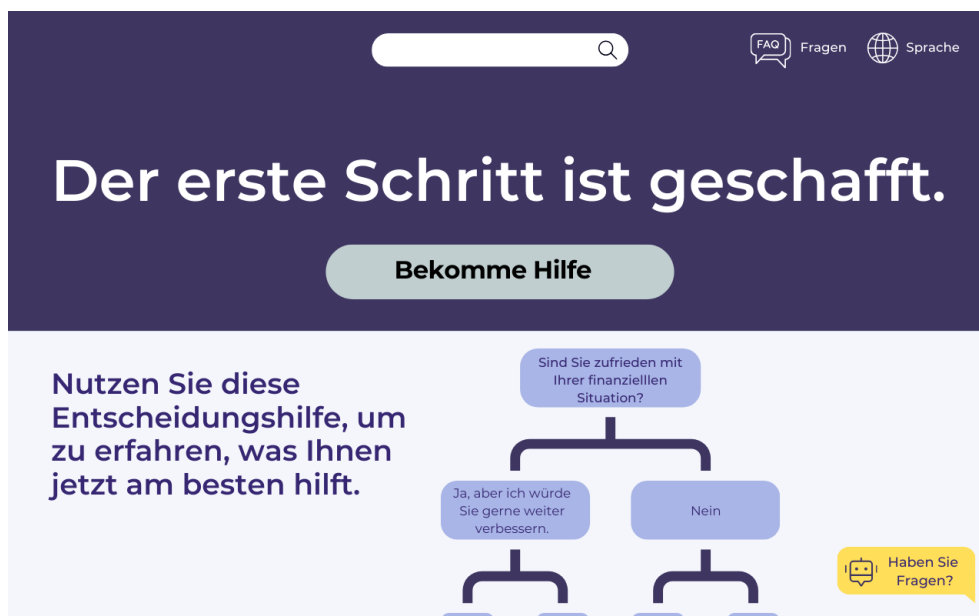 FAQ Fragen Sprache
Der erste Schritt ist geschafft.
Bekomme Hilfe
Nutzen Sie diese
Entscheidungshilfe, um
zu erfahren, was Ihnen
jetzt am besten hilft.
Sind Sie zufrieden mit
Ihrer finanzielllen
Situation?
Ja, aber ich würde
Sie gerne weiter
verbessern.
Nein
Haben Sie
Fragen?